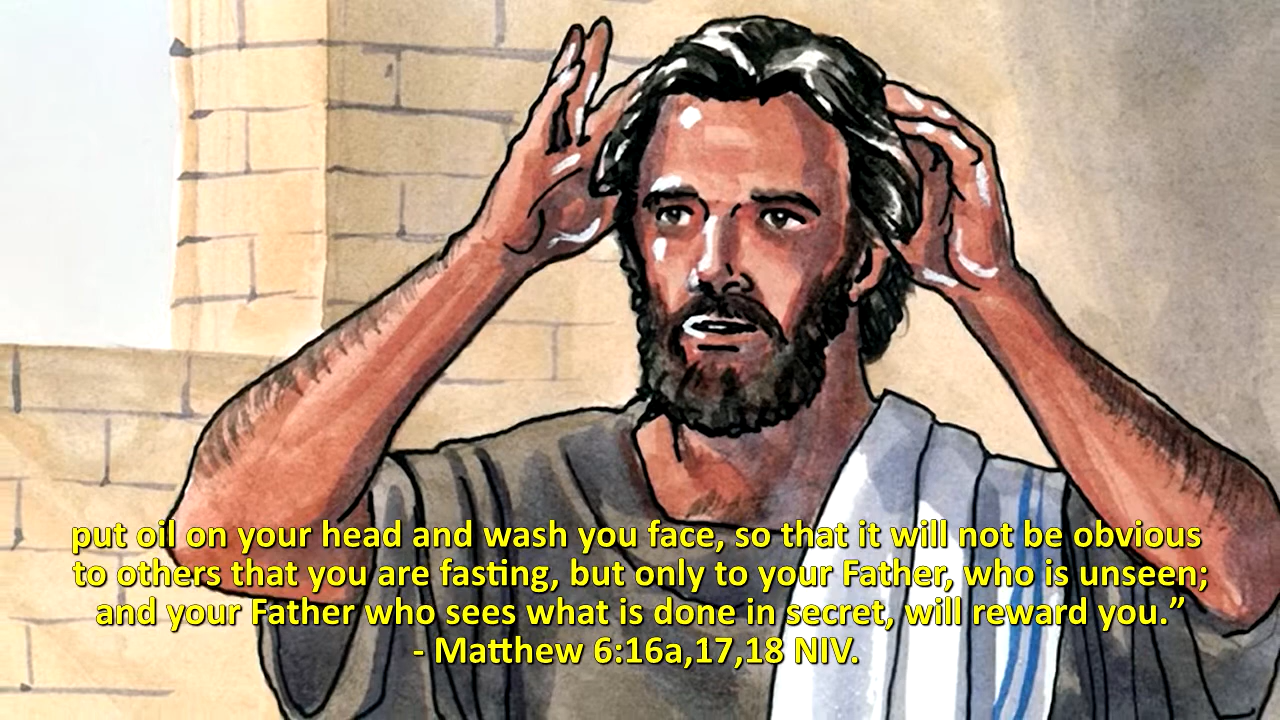 put oil on your head and wash you face, so that it will not be obvious
to others that you are fasting, but only to your Father, who is unseen;
and your Father who sees what is done in secret, will reward you.”
- Matthew 6:16a,17,18 NIV.